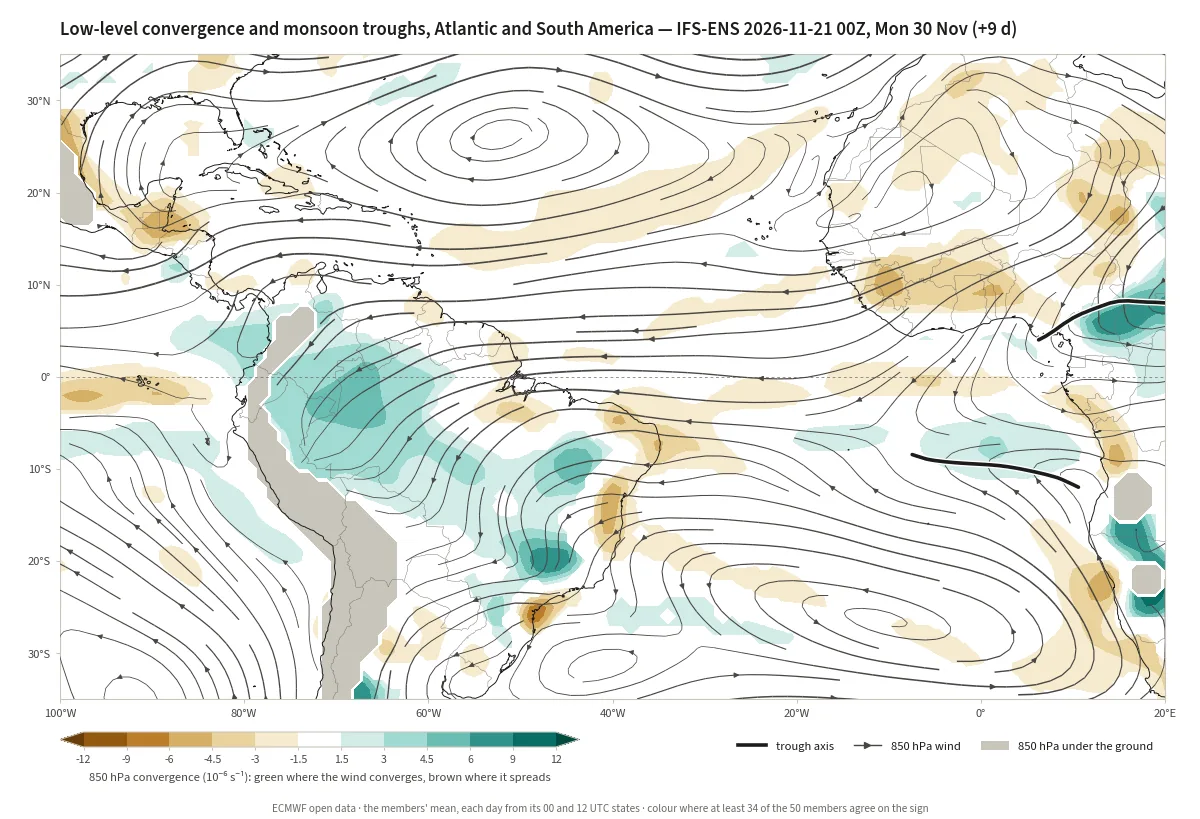 Low-level convergence and monsoon troughs, Atlantic and South America — IFS-ENS 2026-11-21 00Z, Mon 30 Nov (+9 d)
30°N
20°N
10°N
0°
10°S
20°S
30°S
100°W 80°W 60°W 40°W 20°W 0° 20°E
-12 -9 -6 -4.5 -3 -1.5 1.5 3 4.5 6 9 12
850 hPa convergence (10⁻⁶ s⁻¹): green where the wind converges, brown where it spreads
trough axis 850 hPa wind 850 hPa under the ground
ECMWF open data · the members' mean, each day from its 00 and 12 UTC states · colour where at least 34 of the 50 members agree on the sign